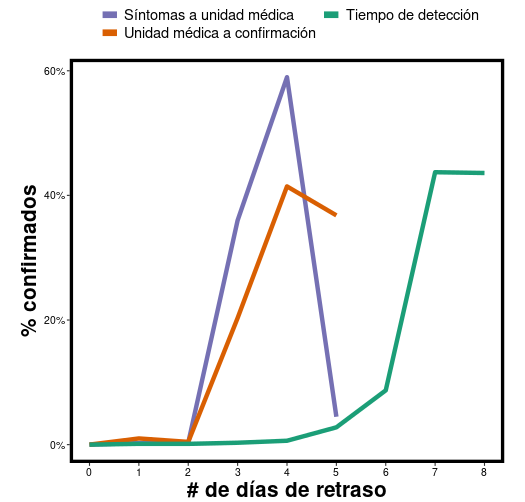 Síntomas a unidad médica
Tiempo de detección
Unidad médica a confirmación
60%
40%
20%
0%
% confirmados
0 1 2 3 4 5 6 7 8
# de días de retraso